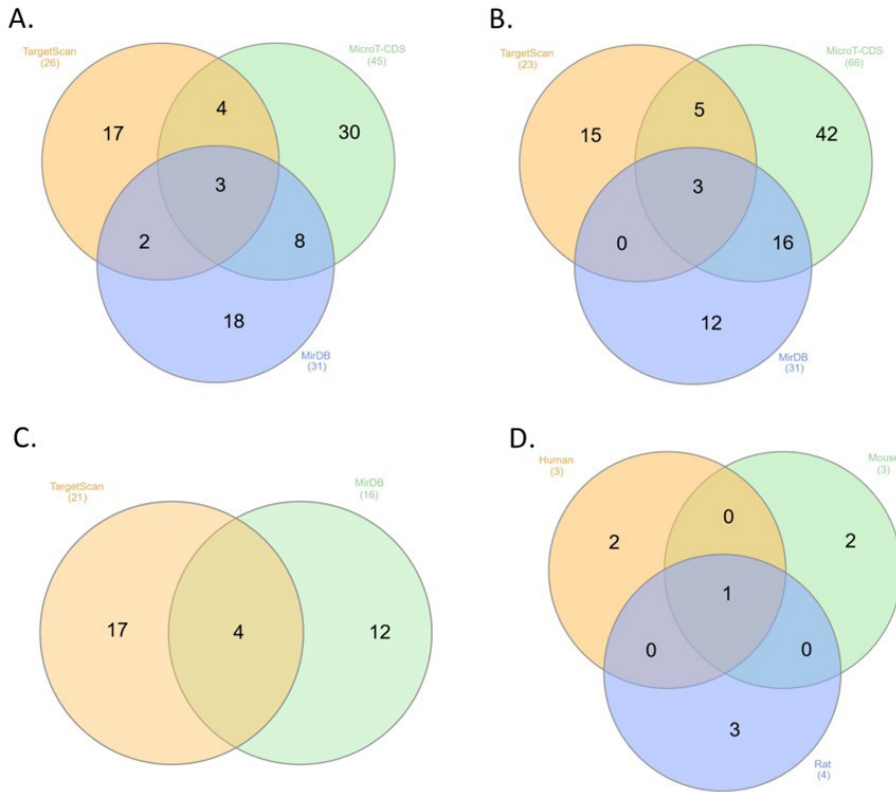 A.
TargetScan
(26)
MicroT-CDS
(45)
17
4
30
3
2
8
18
MirDB
(31)
B.
TargetScan
(23)
MicroT-CDS
(66)
15
5
42
3
0
16
12
MirDB
(31)
C.
TargetScan
(21)
MirDB
(16)
17
4
12
D.
Human
(3)
Mouse
(3)
2
0
2
1
0
0
3
Rat
(4)